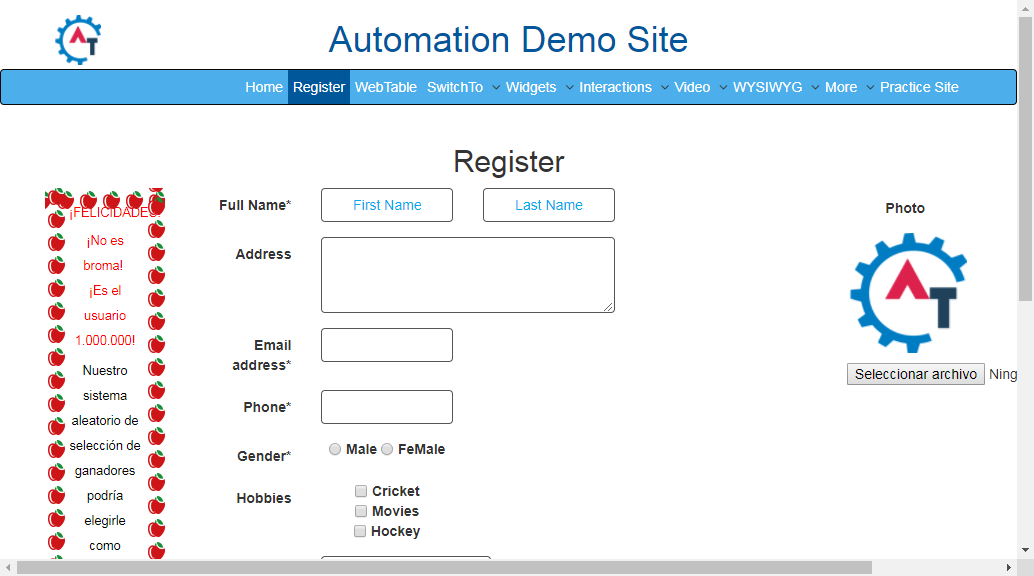 AT
Automation Demo Site
Home Register WebTable SwitchTo Widgets Interactions Video WYSIWYG More Practice Site
Register
¡FELICIDADES!
¡No es
broma!
¡Es el
usuario
1.000.000!
Nuestro
sistema
aleatorio de
selección de
ganadores
podría
elegirle
como
Full Name* First Name Last Name
Address
Email
address*
Phone*
Gender* Male FeMale
Hobbies Cricket
Movies
Hockey
Photo
AT
Seleccionar archivo Ning